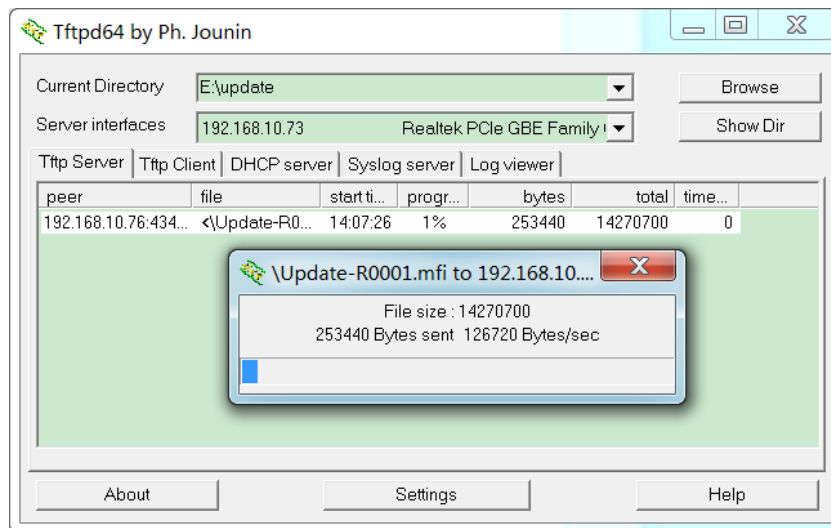 Tftpd64 by Ph. Jounin
Current Directory E:\update Browse
Server interfaces 192.168.10.73 Realtek PCIe GBE Family Show Dir
Tftp Server Tftp Client DHCP server Syslog server Log viewer
peer file start ti... progr... bytes total time...
192.168.10.76:434... <\Update-R0... 14:07:26 1% 253440 14270700 0
\Update-R0001.mfi to 192.168.10....
File size : 14270700
253440 Bytes sent 126720 Bytes/sec
About Settings Help